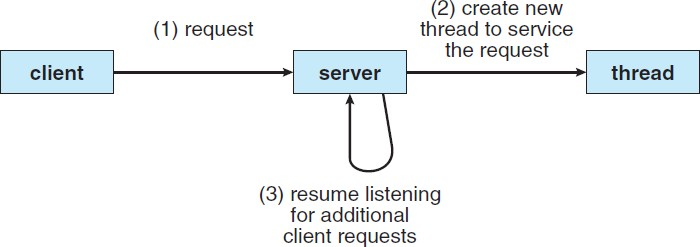 (1) request
(2) create new
thread to service
the request
client
server
thread
(3) resume listening
for additional
client requests